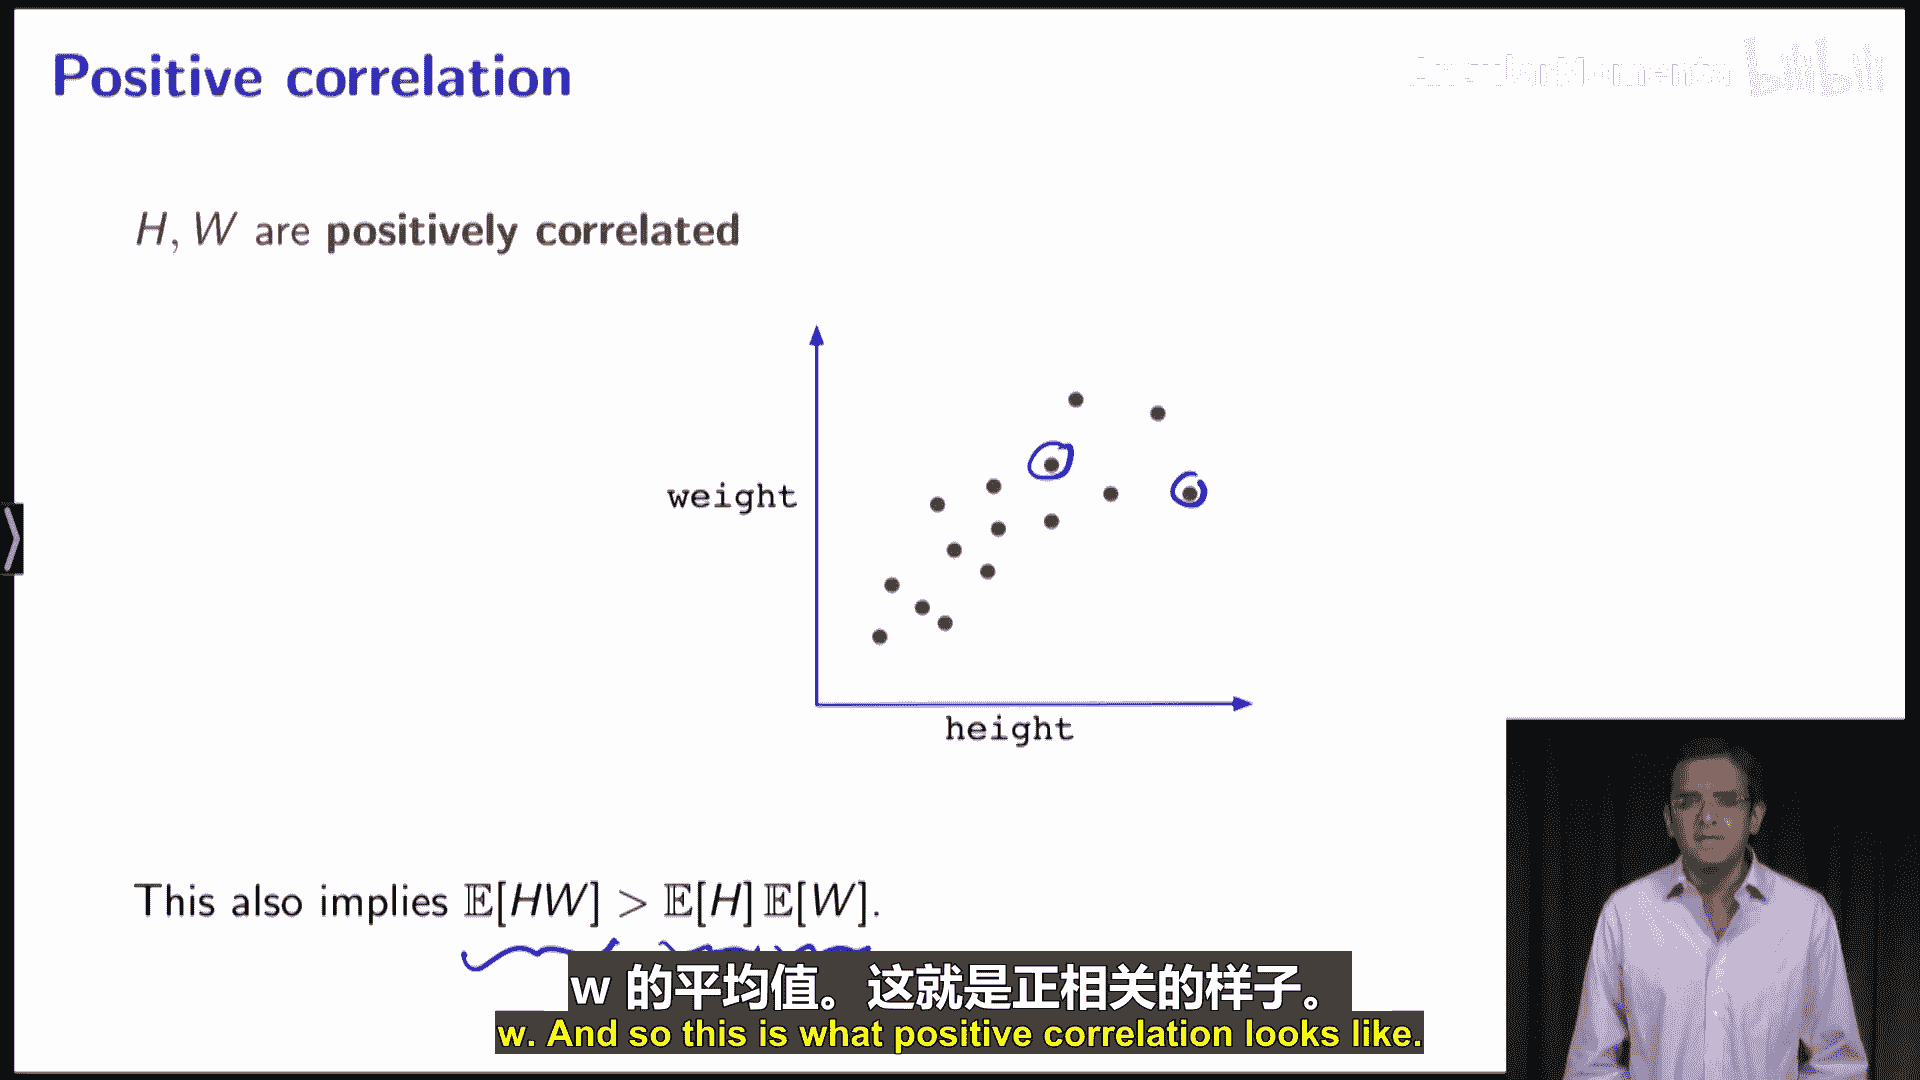 Positive correlation
bilibili
H, W are positively correlated
weight
height
This also implies 𝔼[HW] > 𝔼[H] 𝔼[W].
w 的平均值。这就是正相关的样子。
w. And so this is what positive correlation looks like.